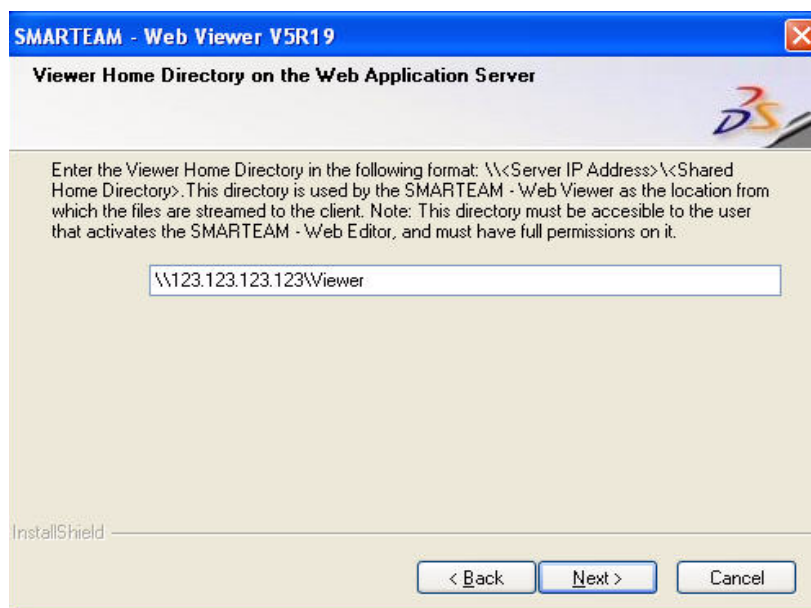 SMARTEAM - Web Viewer V5R19
Viewer Home Directory on the Web Application Server
DS
Enter the Viewer Home Directory in the following format: \\<Server IP Address>\<Shared
Home Directory>.This directory is used by the SMARTEAM - Web Viewer as the location from
which the files are streamed to the client. Note: This directory must be accesible to the user
that activates the SMARTEAM - Web Editor, and must have full permissions on it.
\\123.123.123.123\Viewer
InstallShield
< Back
Next >
Cancel